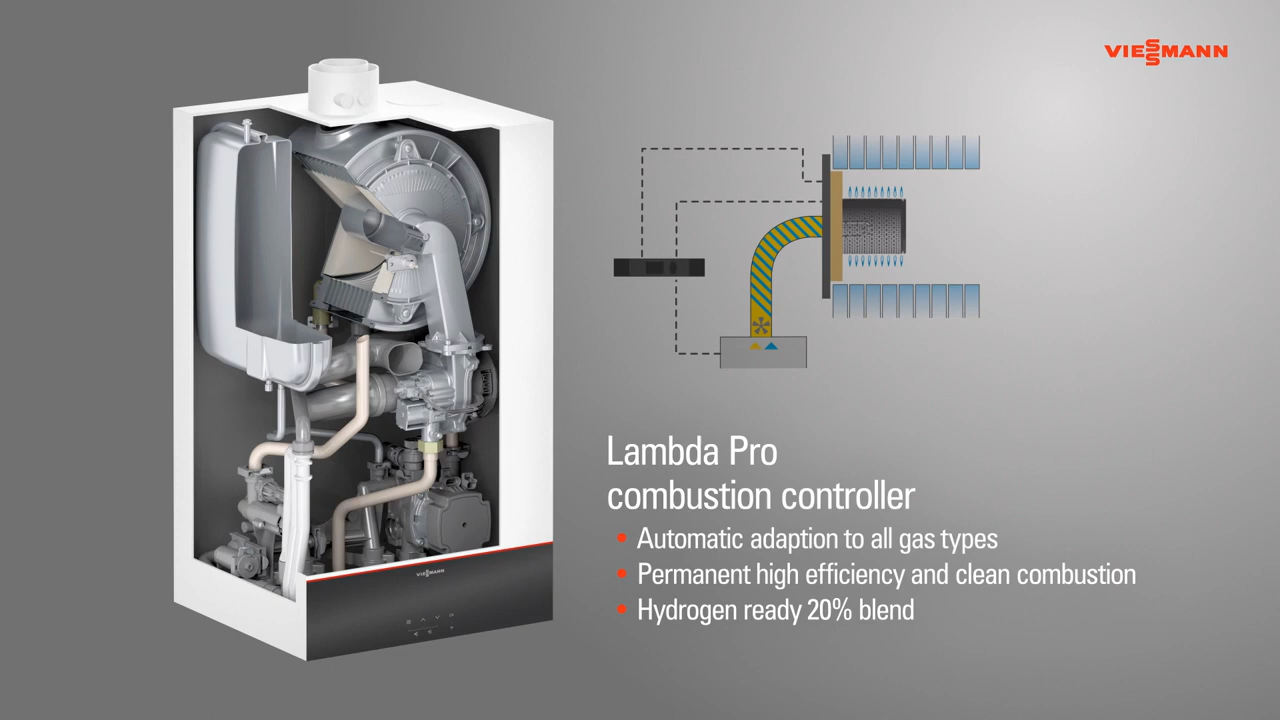 VIESSMANN
Lambda Pro
combustion controller
• Automatic adaption to all gas types
• Permanent high efficiency and clean combustion
• Hydrogen ready 20% blend
VIESSMANN